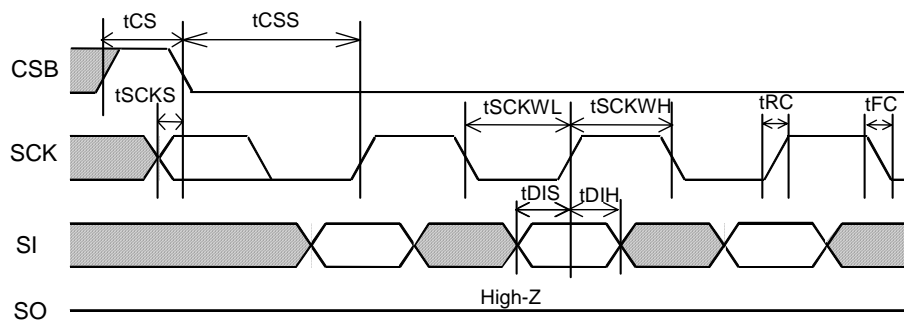 tCS tCSS
CSB
tSCKS tSCKWL tSCKWH tRC tFC
SCK
tDIS tDIH
SI
High-Z
SO